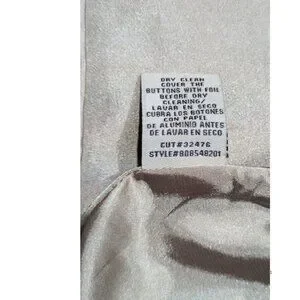 DRY CLEAN
COVER THE
BUTTONS WITH FOIL
BEFORE DRY
CLEANING/
LAVAR EN SECO
CUBRA LOS BOTONES
CON PAPEL
DE ALUMINIO ANTES
DE LAVAR EN SECO
CUT#32476
STYLE#808548201